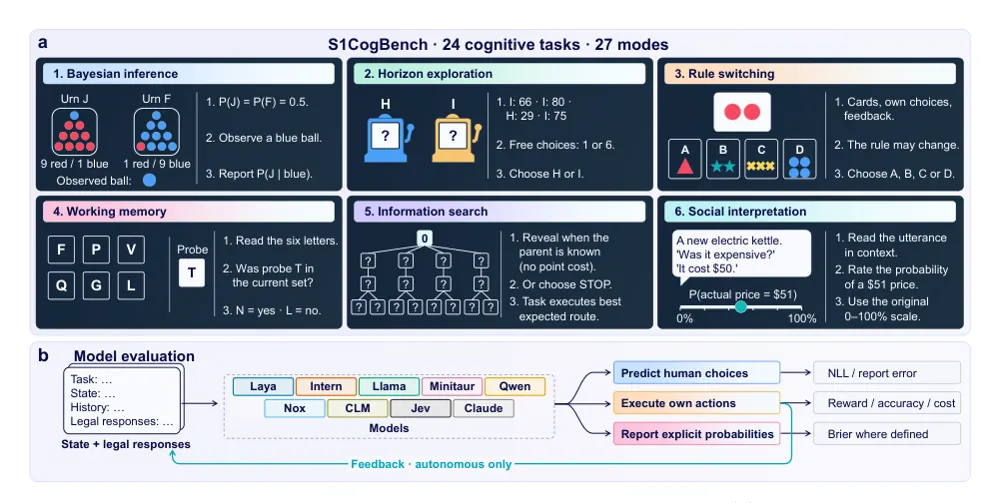 a
S1CogBench · 24 cognitive tasks · 27 modes
1. Bayesian inference
Urn J
Urn F
9 red / 1 blue
1 red / 9 blue
Observed ball:
1. P(J) = P(F) = 0.5.
2. Observe a blue ball.
3. Report P(J | blue).
2. Horizon exploration
H
I
?
?
1. I: 66 · I: 80 ·
H: 29 · I: 75
2. Free choices: 1 or 6.
3. Choose H or I.
3. Rule switching
A
B
C
D
1. Cards, own choices,
feedback.
2. The rule may change.
3. Choose A, B, C or D.
4. Working memory
F P V
Q G L
Probe
T
1. Read the six letters.
2. Was probe T in
the current set?
3. N = yes · L = no.
5. Information search
0
? ? ? ?
? ? ? ?
? ? ? ? ? ? ? ?
1. Reveal when the
parent is known
(no point cost).
2. Or choose STOP.
3. Task executes best
expected route.
6. Social interpretation
A new electric kettle.
'Was it expensive?'
'It cost $50.'
P(actual price = $51)
0%
100%
1. Read the utterance
in context.
2. Rate the probability
of a $51 price.
3. Use the original
0–100% scale.
b
Model evaluation
Task: …
State: …
History: …
Legal responses: …
State + legal responses
Laya
Intern
Llama
Minitaur
Qwen
Nox
CLM
Jev
Claude
Models
Predict human choices
NLL / report error
Execute own actions
Reward / accuracy / cost
Report explicit probabilities
Brier where defined
Feedback · autonomous only